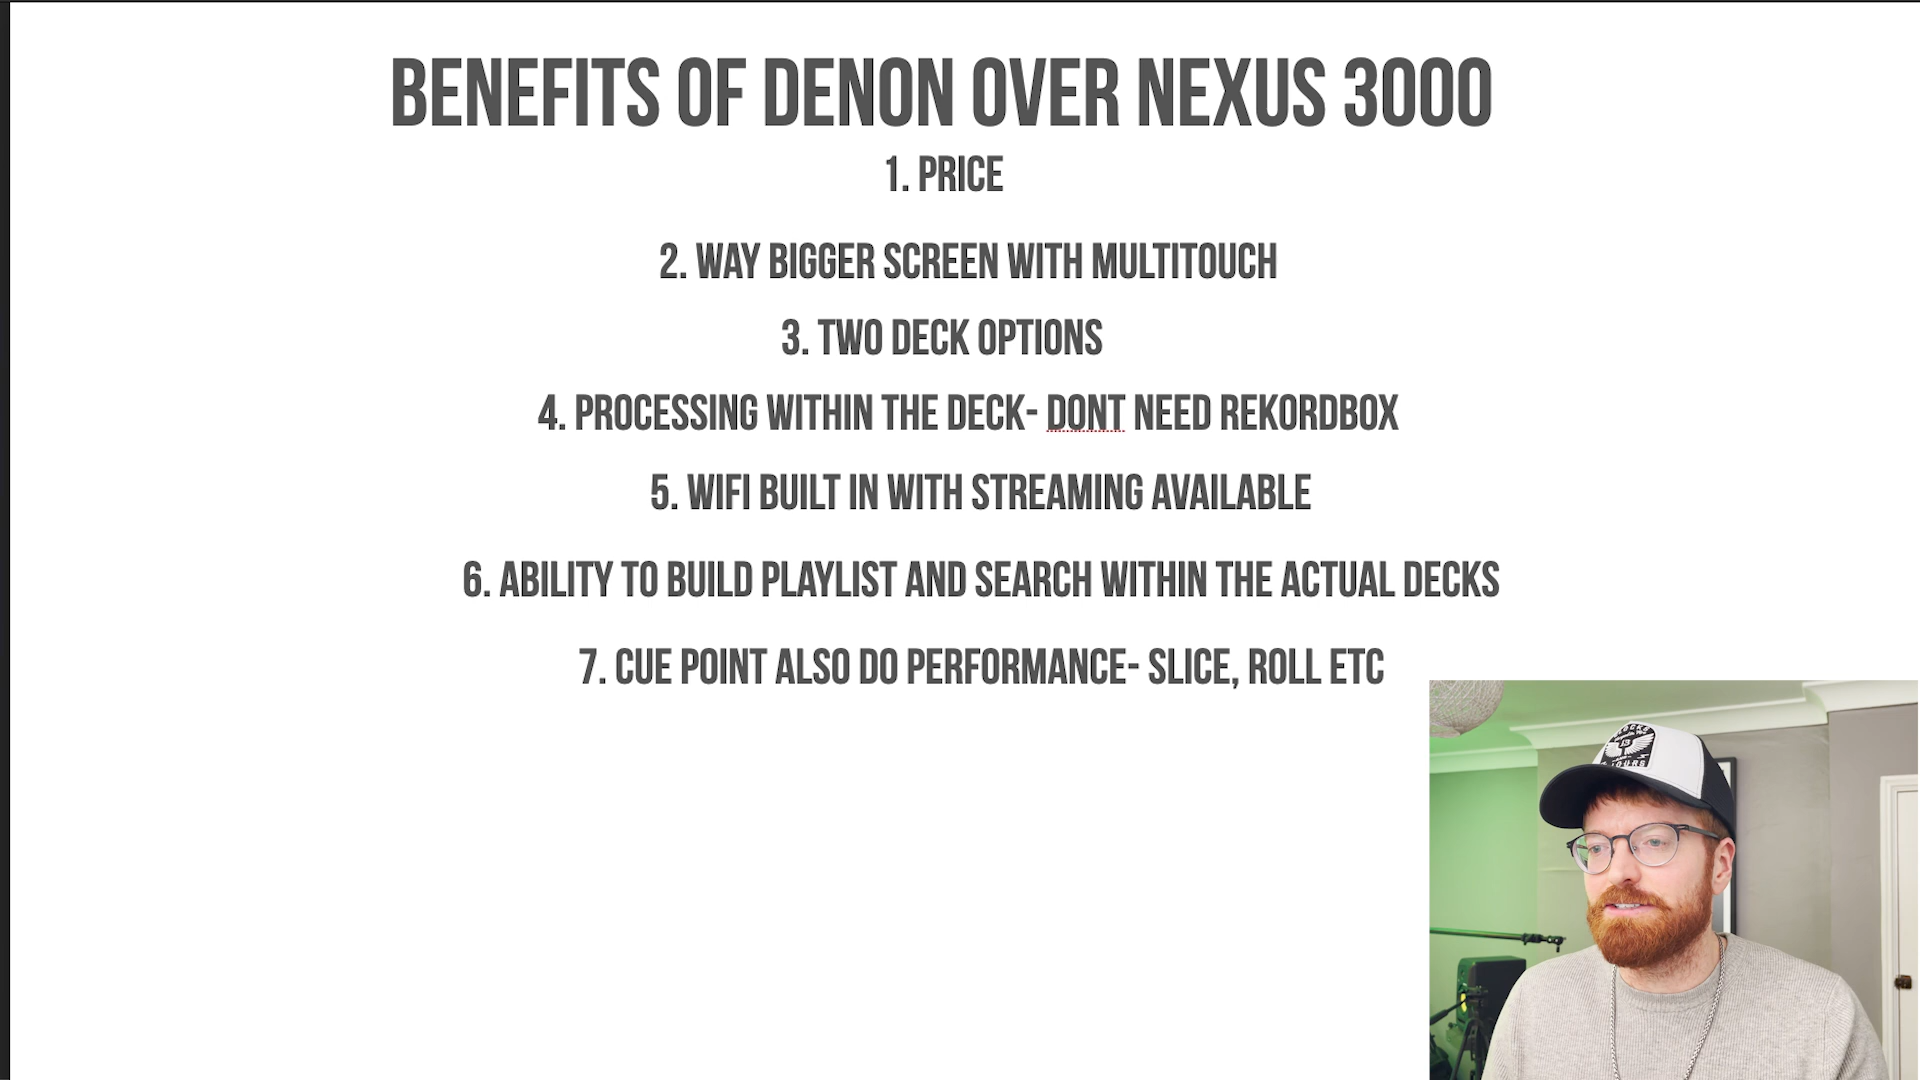 BENEFITS OF DENON OVER NEXUS 3000
1. PRICE
2. WAY BIGGER SCREEN WITH MULTITOUCH
3. TWO DECK OPTIONS
4. PROCESSING WITHIN THE DECK- DONT NEED REKORDBOX
5. WIFI BUILT IN WITH STREAMING AVAILABLE
6. ABILITY TO BUILD PLAYLIST AND SEARCH WITHIN THE ACTUAL DECKS
7. CUE POINT ALSO DO PERFORMANCE- SLICE, ROLL ETC